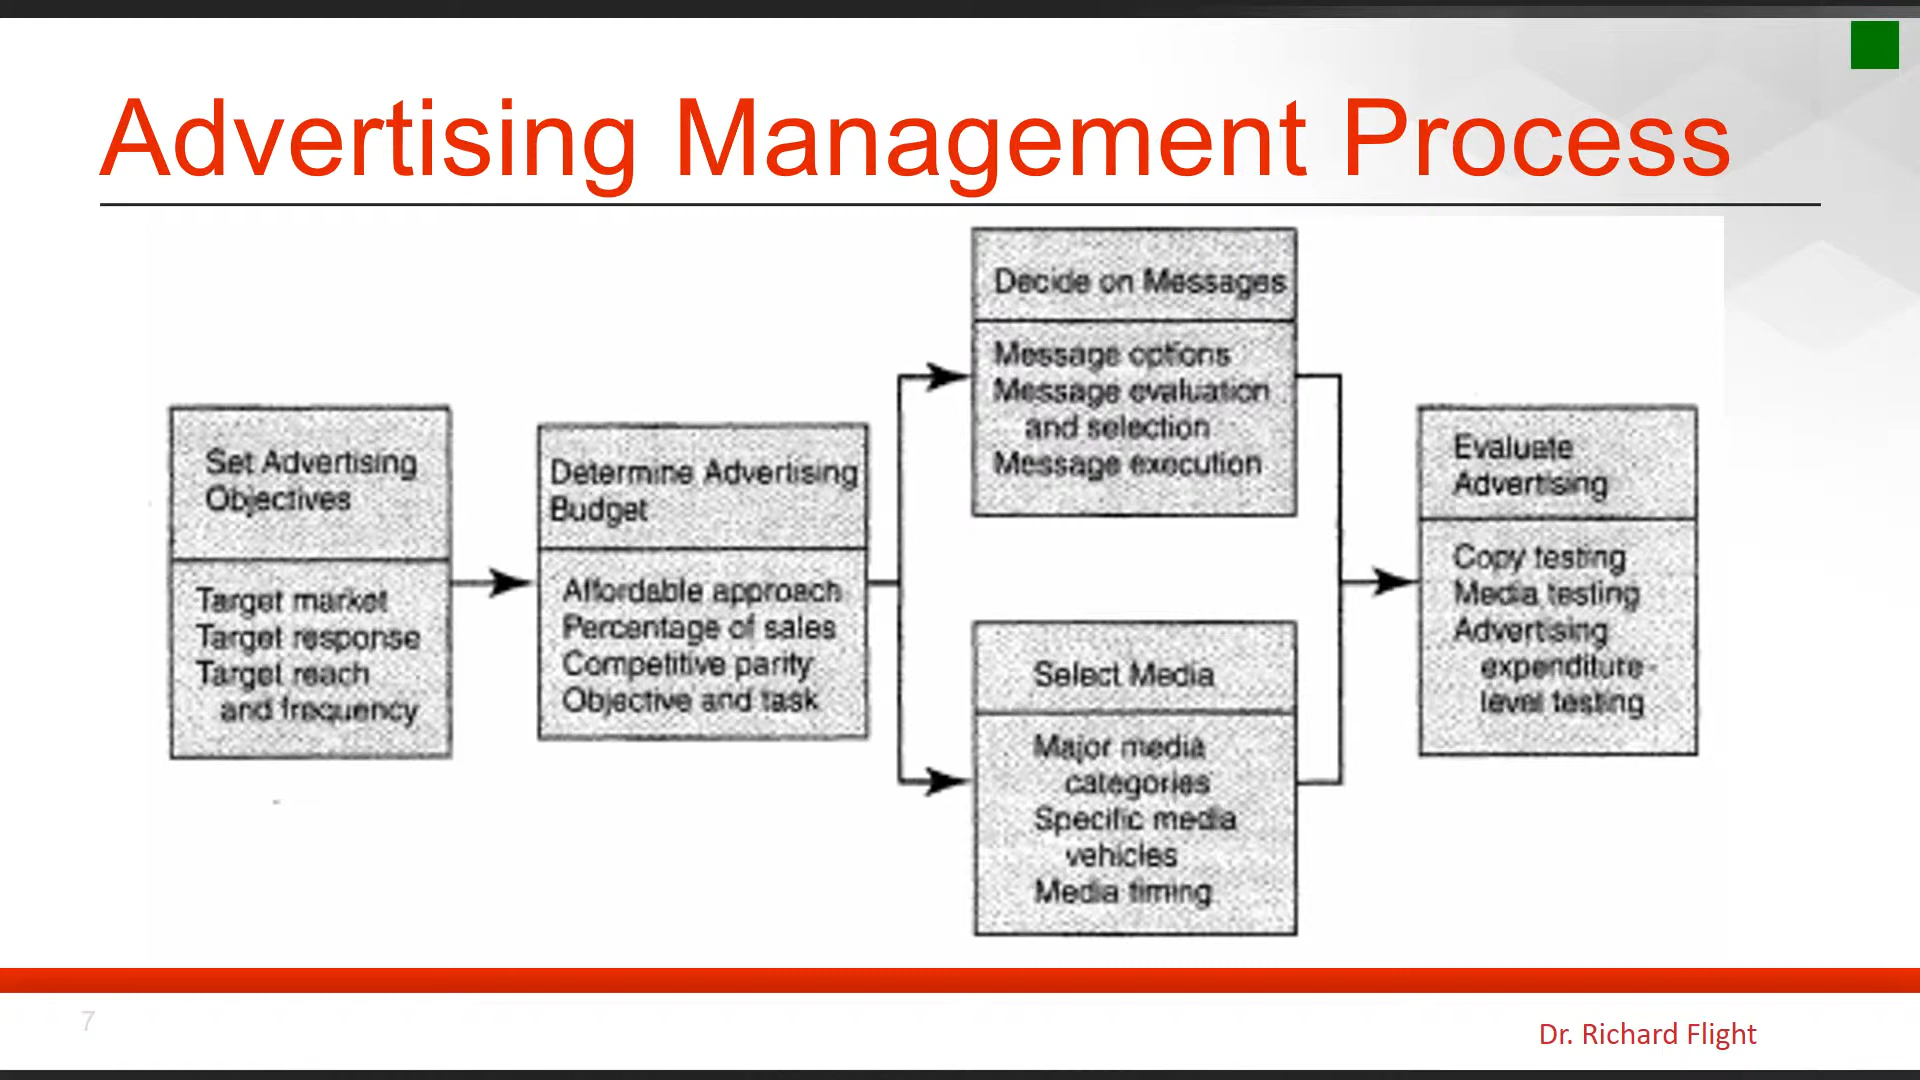 Advertising Management Process
Set Advertising
Objectives
Target market
Target response
Target reach
and frequency
Determine Advertising
Budget
Affordable approach
Percentage of sales
Competitive parity
Objective and task
Decide on Messages
Message options
Message evaluation
and selection
Message execution
Select Media
Major media
categories
Specific media
vehicles
Media timing
Evaluate
Advertising
Copy testing
Media testing
Advertising
expenditure
level testing
7
Dr. Richard Flight